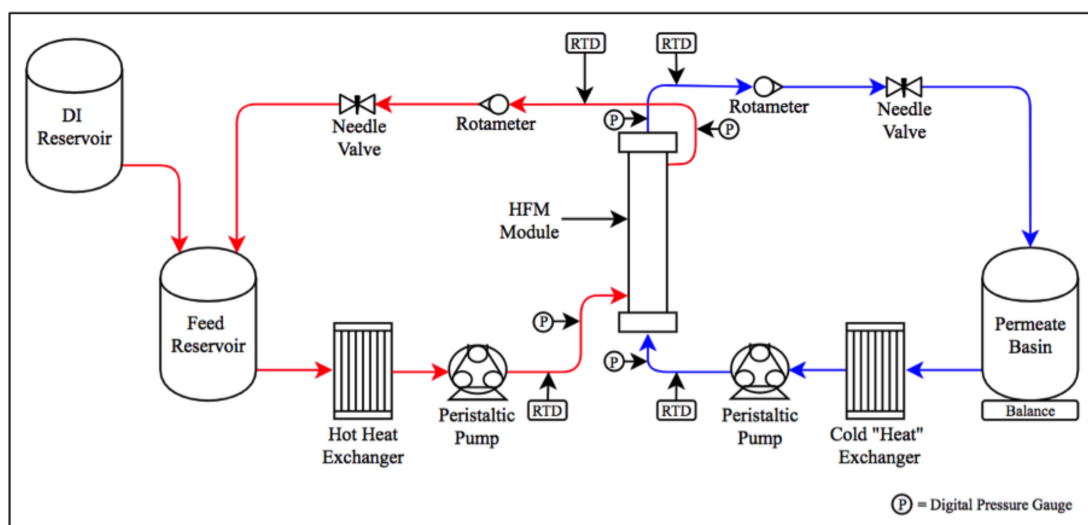 RTD
RTD
DI
Reservoir
Needle
Valve
Rotameter
P
P
Rotameter
Needle
Valve
HFM
Module
Feed
Reservoir
P
P
Permeate
Basin
RTD
RTD
Balance
Hot Heat
Exchanger
Peristaltic
Pump
Peristaltic
Pump
Cold "Heat"
Exchanger
P = Digital Pressure Gauge